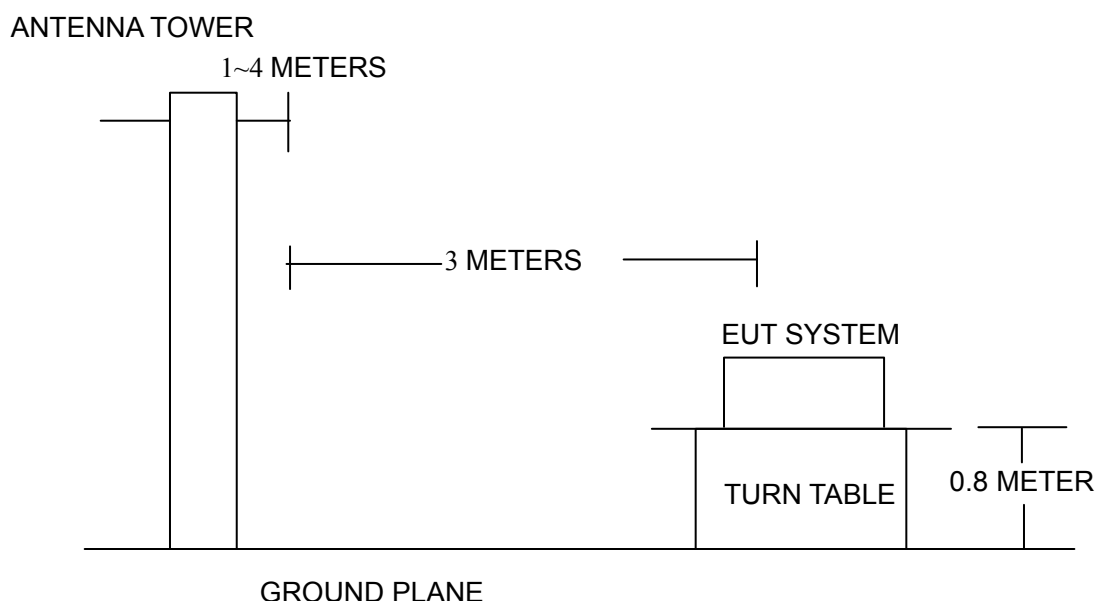 ANTENNA TOWER
1~4 METERS
3 METERS
EUT SYSTEM
TURN TABLE
0.8 METER
GROUND PLANE